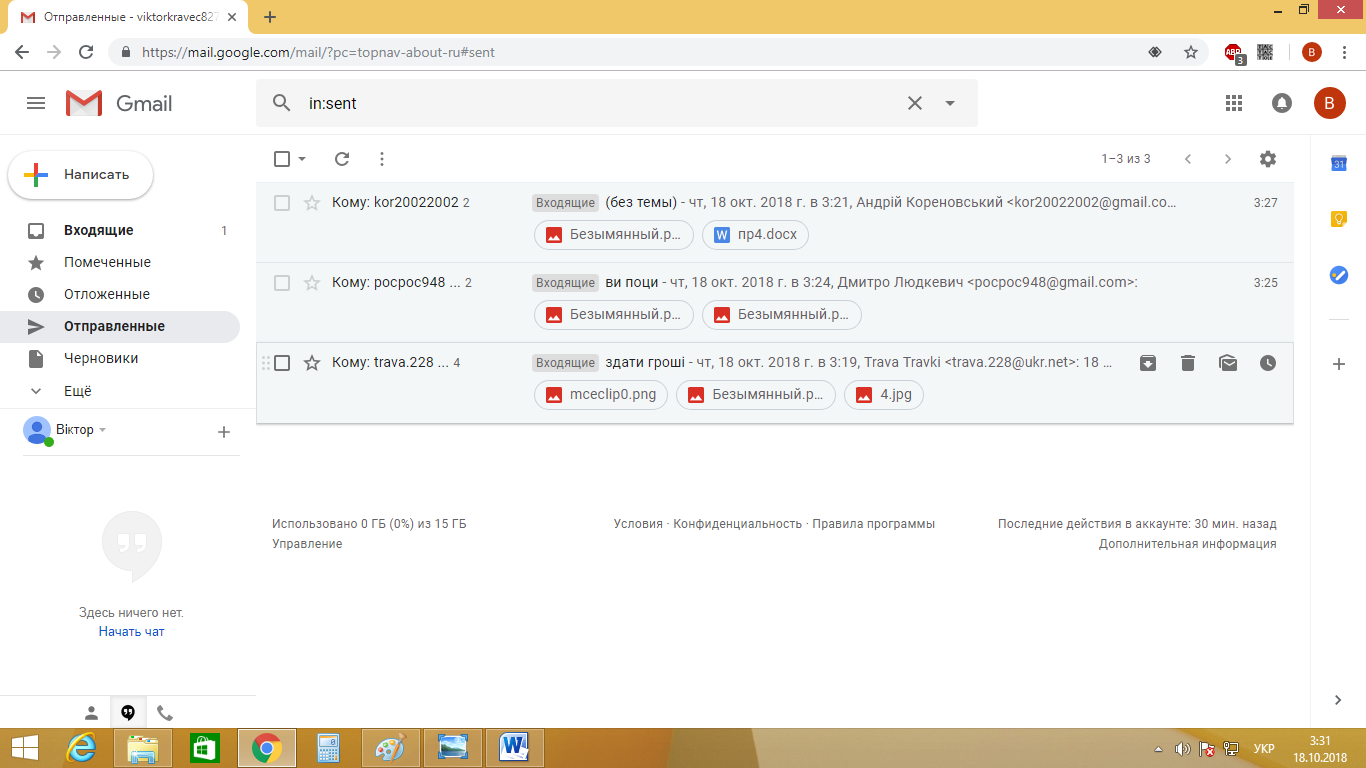 Отправленные - viktorkravec827
https://mail.google.com/mail/?pc=topnav-about-ru#sent
ABP
3
B
Gmail
in:sent
B
Написать
1–3 из 3
31
Кому: kor20022002 2
Входящие (без темы) - чт, 18 окт. 2018 г. в 3:21, Андрій Кореновський <kor20022002@gmail.co…
3:27
Безымянный.p…
W пр4.docx
Кому: pocpoc948 ... 2
Входящие ви поци - чт, 18 окт. 2018 г. в 3:24, Дмитро Людкевич <pocpoc948@gmail.com>:
3:25
Безымянный.p…
Безымянный.p…
Кому: trava.228 ... 4
Входящие здати гроші - чт, 18 окт. 2018 г. в 3:19, Trava Travki <trava.228@ukr.net>: 18 …
mceclip0.png
Безымянный.p…
4.jpg
Входящие 1
Помеченные
Отложенные
Отправленные
Черновики
Ещё
Віктор
Использовано 0 ГБ (0%) из 15 ГБ
Управление
Условия · Конфиденциальность · Правила программы
Последние действия в аккаунте: 30 мин. назад
Дополнительная информация
Здесь ничего нет.
Начать чат
УКР
3:31
18.10.2018